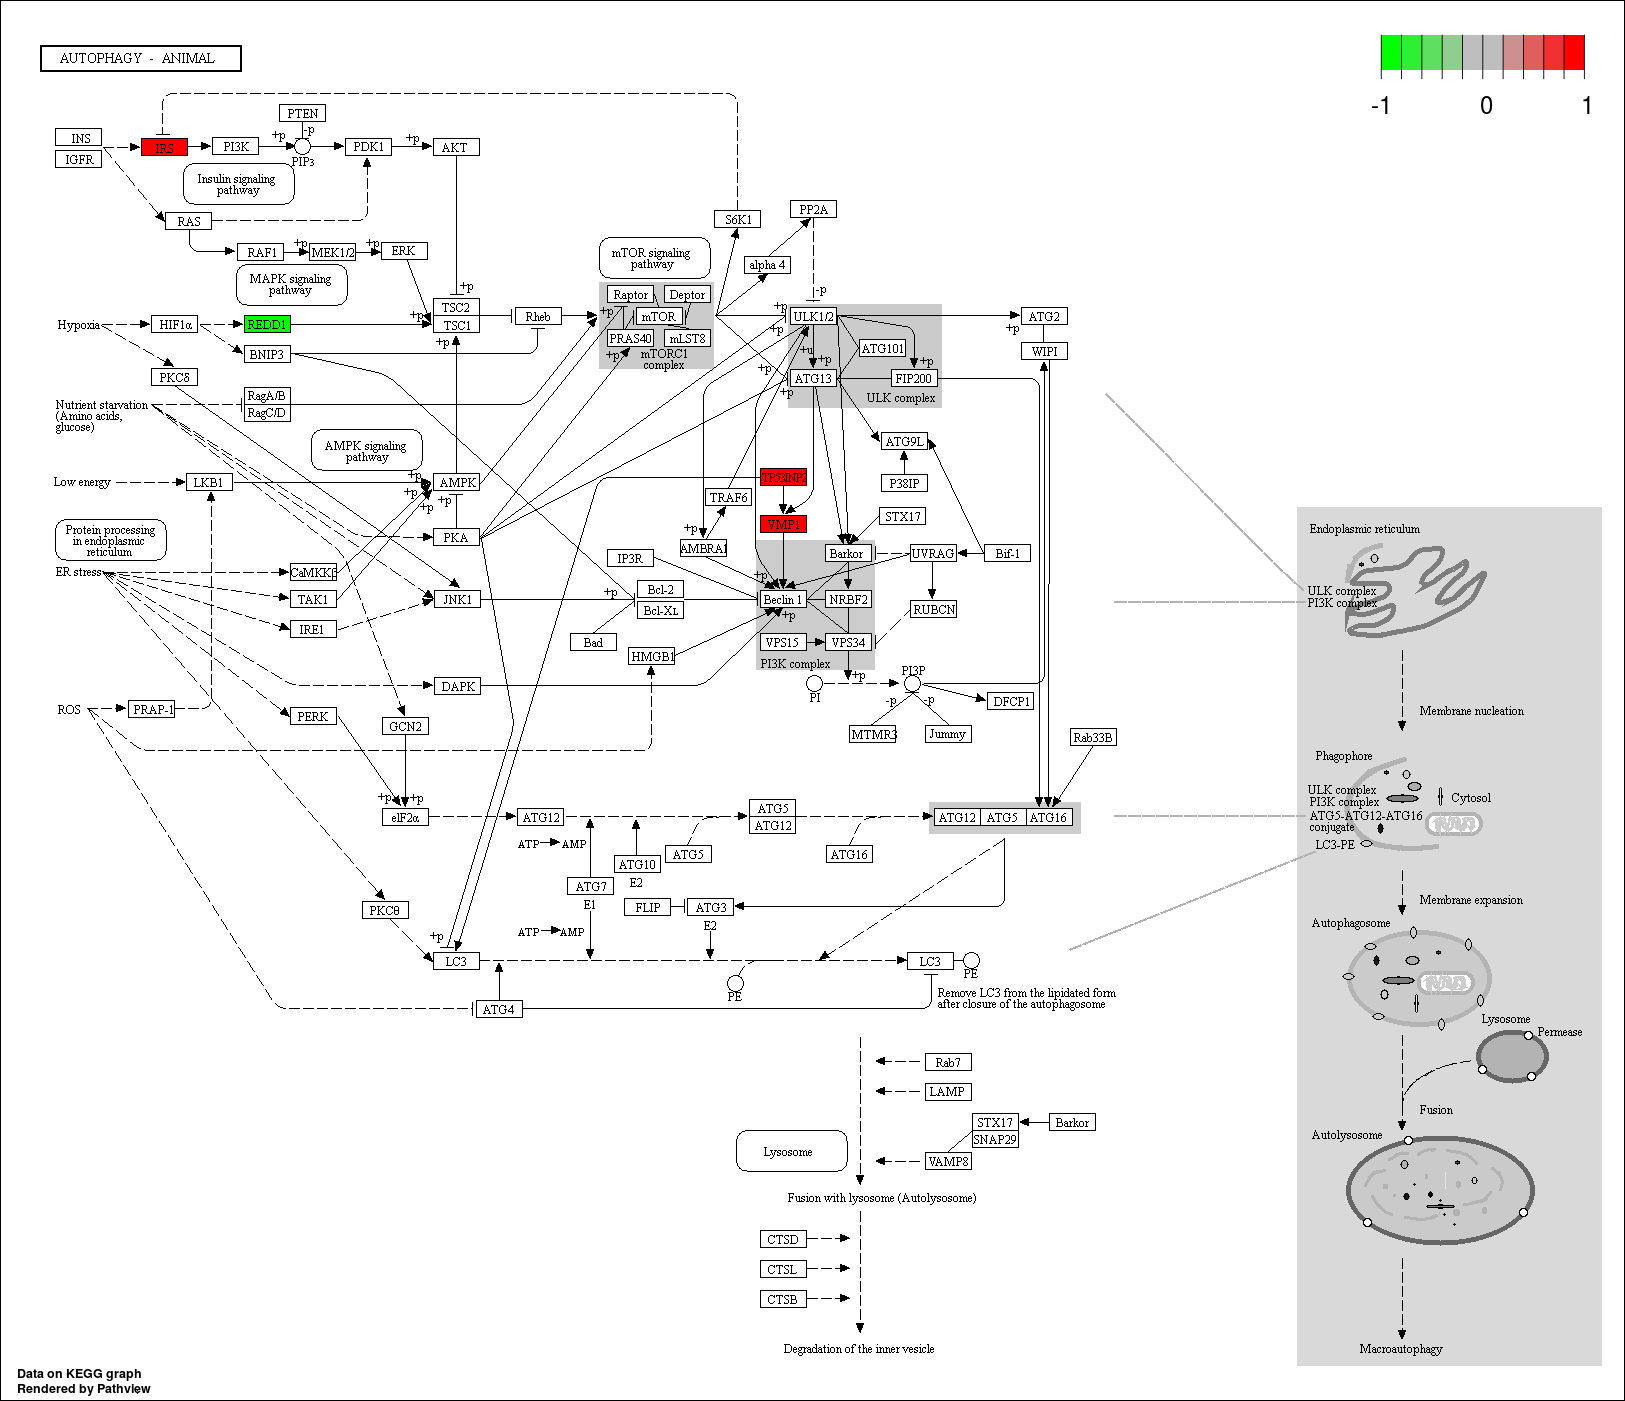 AUTOPHAGY - ANIMAL
-1 0 1
PTEN
INS
IGFR
IRS
PI3K
+p
-p
PIP3
PDK1
+p
AKT
Insulin signaling
pathway
RAS
S6K1
PP2A
RAF1
+p
MEK1/2
+p
ERK
mTOR signaling
pathway
alpha 4
MAPK signaling
pathway
+p
-p
Raptor
Deptor
TSC2
+p
TSC1
Rheb
mTOR
PRAS40
mLST8
+p
mTORC1
complex
+p
+p
ULK1/2
ATG2
+p
WIPI
Hypoxia
HIF1α
REDD1
BNIP3
+p
+u
+p
ATG101
+p
PKCδ
+p
ATG13
+p
FIP200
ULK complex
Nutrient starvation
(Amino acids,
glucose)
RagA/B
RagC/D
AMPK signaling
pathway
ATG9L
P38IP
Low energy
LKB1
+p
+p
+p
AMPK
TP53INP2
TRAF6
VMP1
STX17
Protein processing
in endoplasmic
reticulum
PKA
+p
AMBRA1
IP3R
Barkor
UVRAG
Bif-1
ER stress
CaMKKβ
TAK1
IRE1
JNK1
+p
Bcl-2
Bcl-XL
+p
Beclin 1
NRBF2
+p
RUBCN
Bad
HMGB1
VPS15
VPS34
PI3K complex
+p
DAPK
PI
PI3P
DFCP1
-p
-p
MTMR3
Jummy
ROS
PRAP-1
PERK
GCN2
Rab33B
+p
+p
eIF2α
ATG12
ATG5
ATG12
ATG12
ATG5
ATG16
ATP
AMP
ATG10
E2
ATG5
ATG16
ATG7
E1
FLIP
ATG3
E2
PKCθ
ATP
AMP
+p
LC3
LC3
PE
PE
ATG4
Remove LC3 from the lipidated form
after closure of the autophagosome
Rab7
LAMP
STX17
SNAP29
Barkor
VAMP8
Lysosome
Fusion with lysosome (Autolysosome)
CTSD
CTSL
CTSB
Degradation of the inner vesicle
Endoplasmic reticulum
ULK complex
PI3K complex
Membrane nucleation
Phagophore
ULK complex
PI3K complex
Cytosol
ATG5-ATG12-ATG16
conjugate
LC3-PE
Membrane expansion
Autophagosome
Lysosome
Permease
Fusion
Autolysosome
Macroautophagy
Data on KEGG graph
Rendered by Pathview